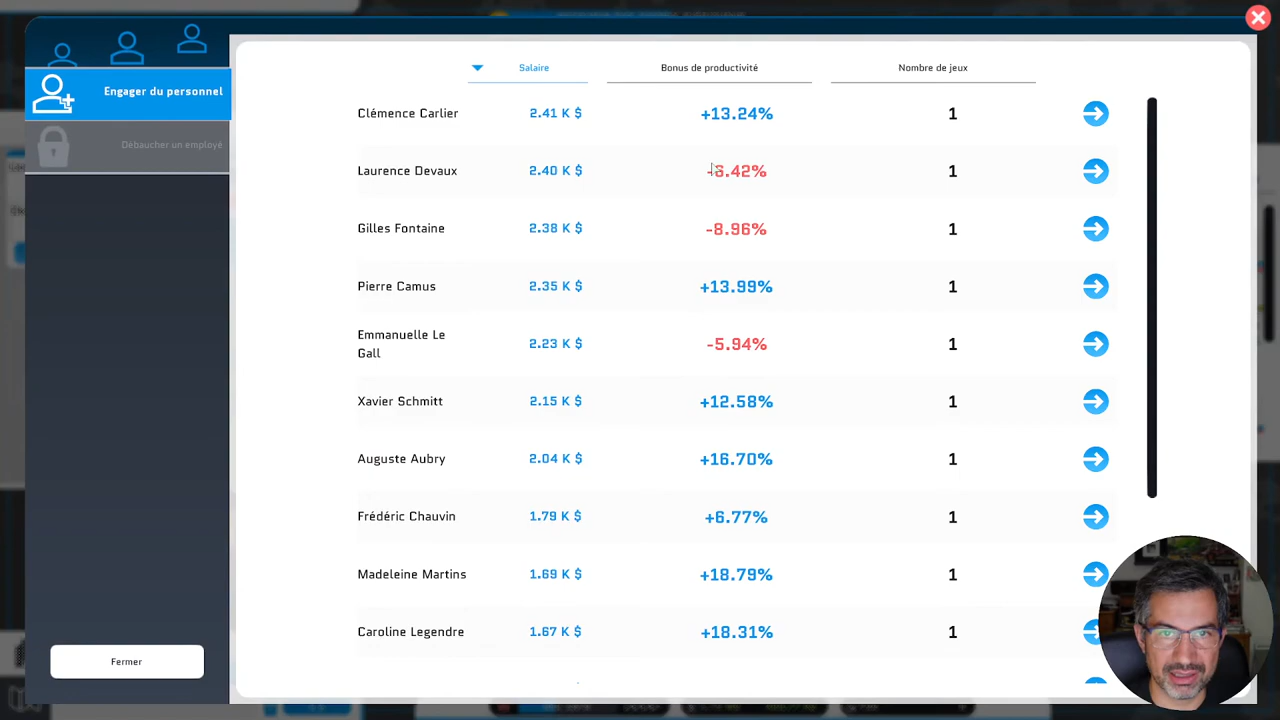 Engager du personnel
Débaucher un employé
Fermer
Salaire Bonus de productivité Nombre de jeux
Clémence Carlier 2.41 K $ +13.24% 1
Laurence Devaux 2.40 K $ 1
Gilles Fontaine 2.38 K $ -8.96% 1
Pierre Camus 2.35 K $ +13.99% 1
Emmanuelle Le
Gall 2.23 K $ -5.94% 1
Xavier Schmitt 2.15 K $ +12.58% 1
Auguste Aubry 2.04 K $ +16.70% 1
Frédéric Chauvin 1.79 K $ +6.77% 1
Madeleine Martins 1.69 K $ +18.79% 1
Caroline Legendre 1.67 K $ +18.31% 1